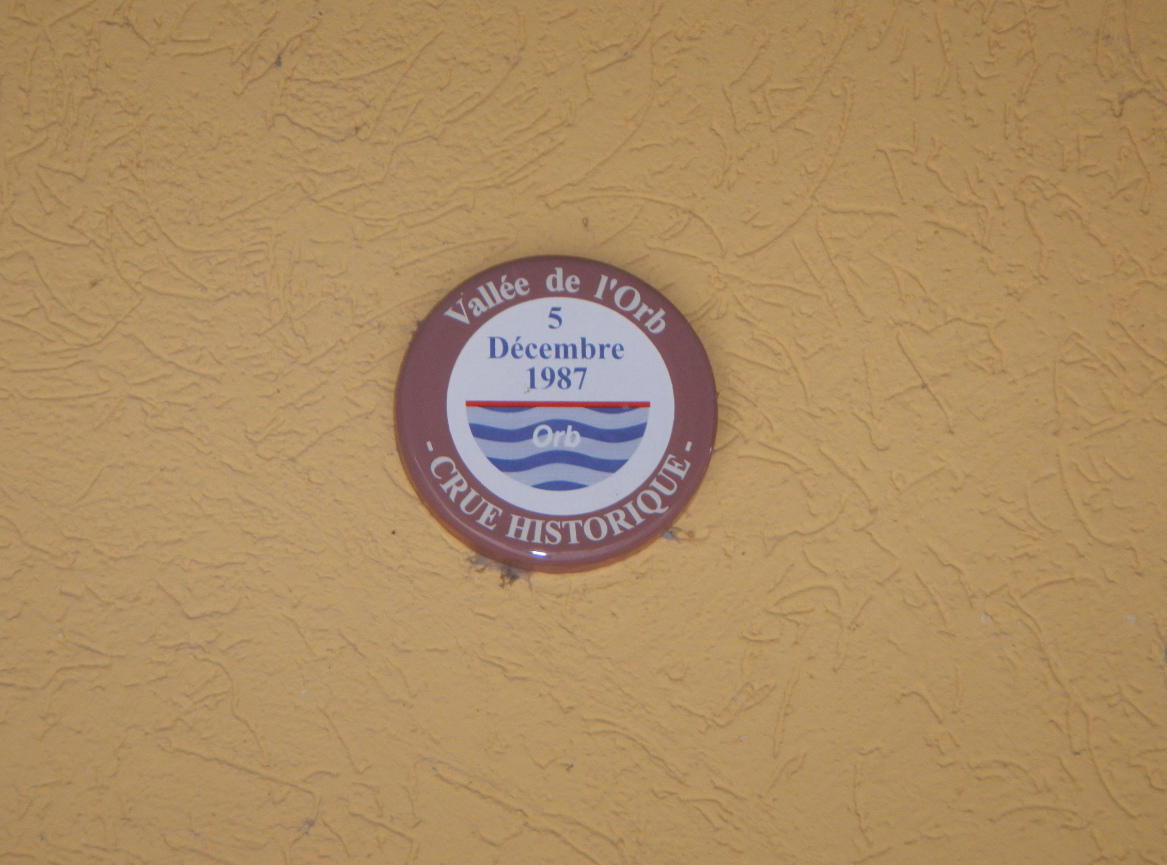 Vallée de l'Orb
5
Décembre
1987
Orb
- CRUE HISTORIQUE -